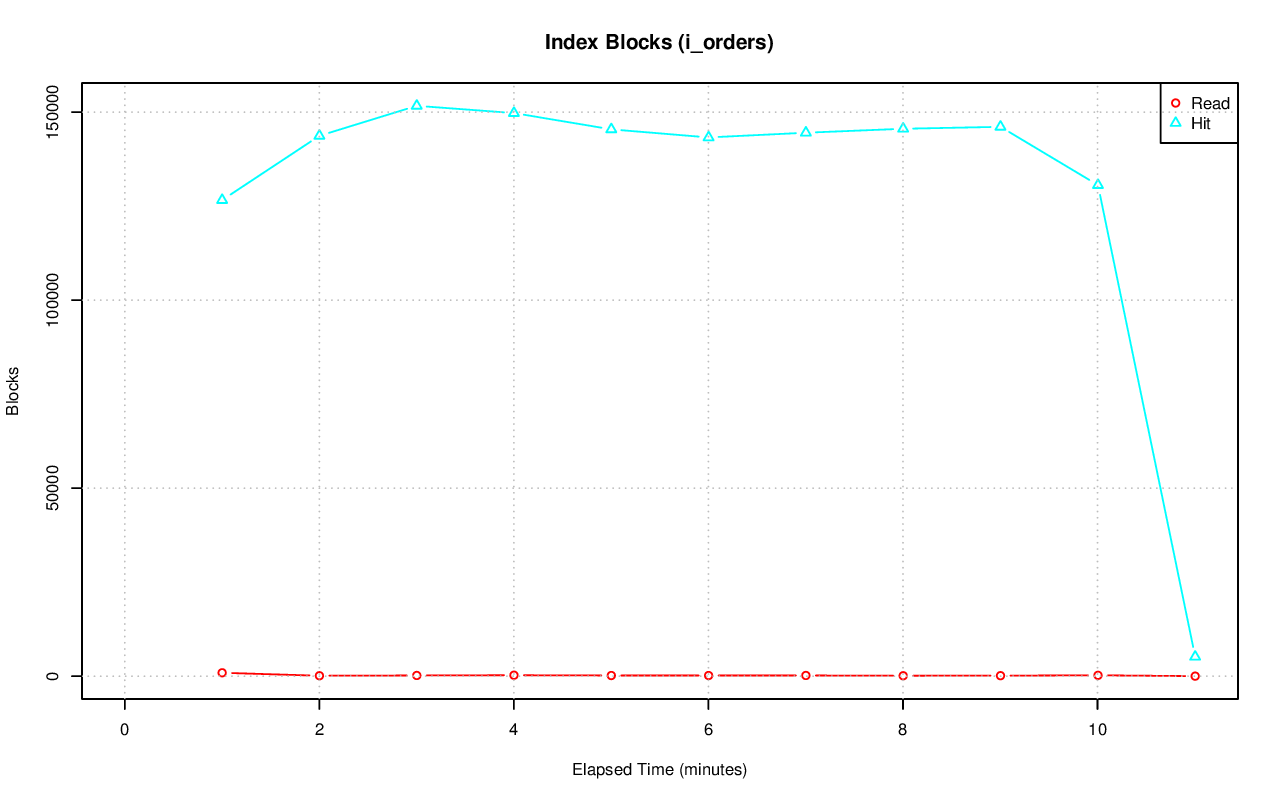 Index Blocks (i_orders)
Read
Hit
Blocks
150000
100000
50000
0
0 2 4 6 8 10
Elapsed Time (minutes)